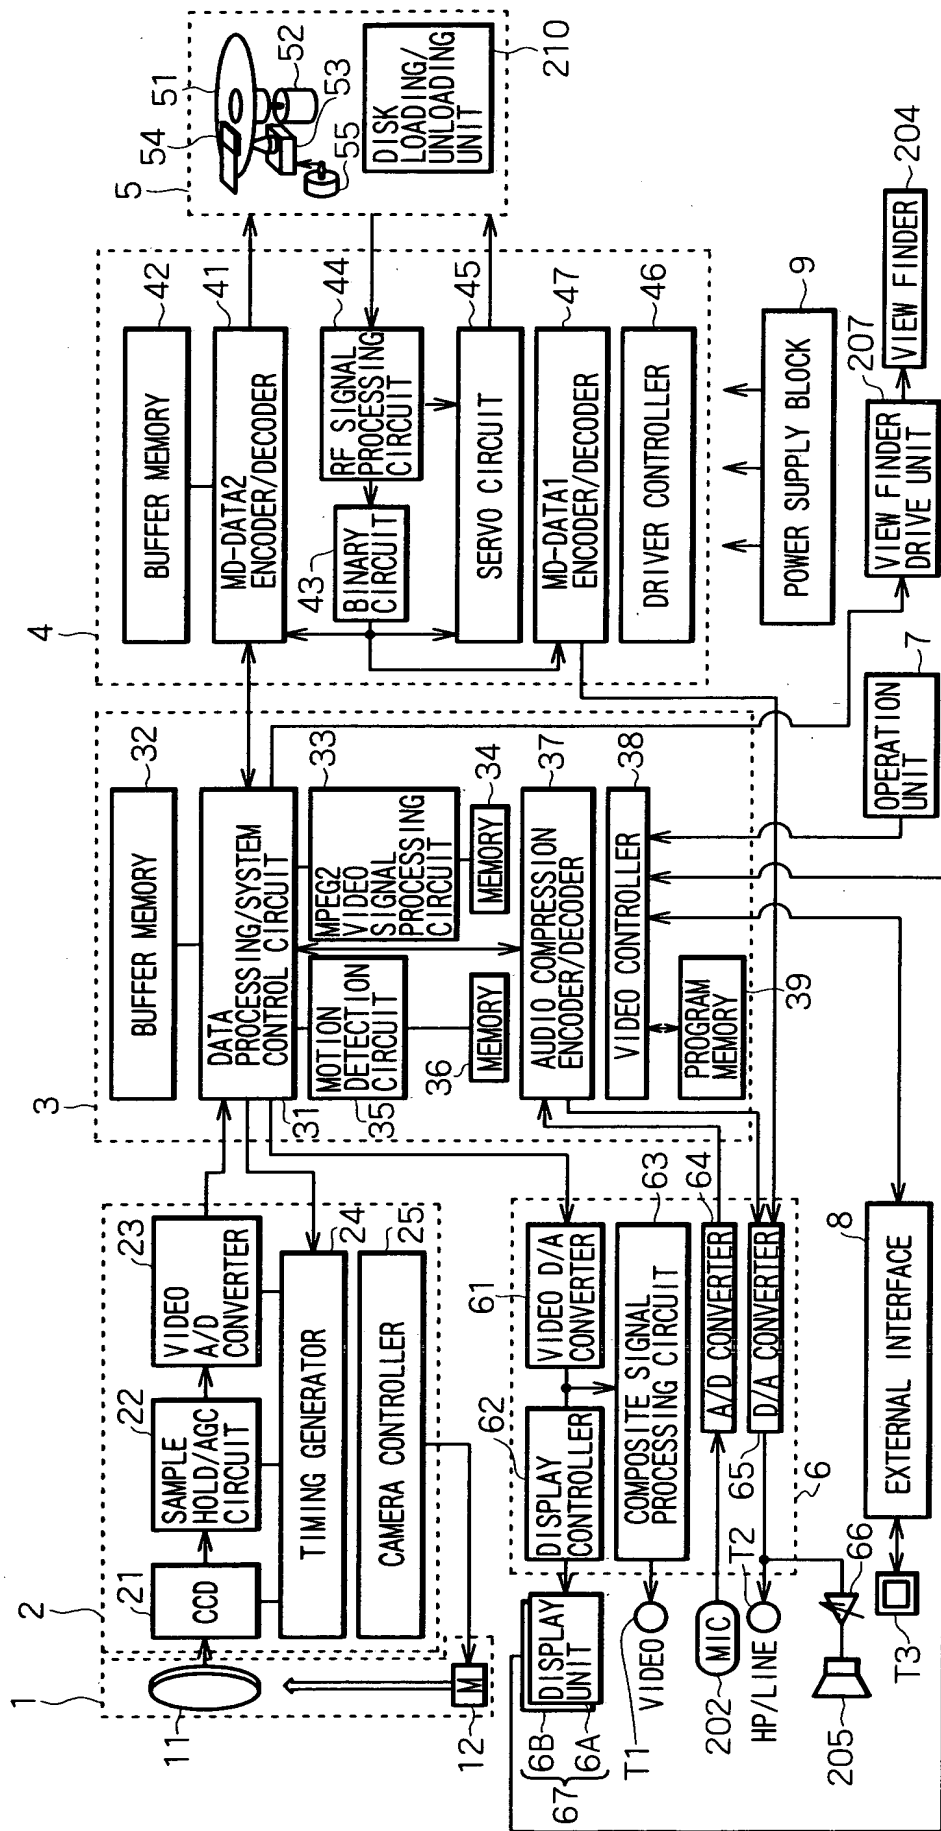 1
2
11
12
M
21
CCD
22
SAMPLE
HOLD/AGC
CIRCUIT
23
VIDEO
A/D
CONVERTER
24
TIMING GENERATOR
25
CAMERA CONTROLLER
3
32
BUFFER MEMORY
31
DATA
PROCESSING/SYSTEM
CONTROL CIRCUIT
35
MOTION
DETECTION
CIRCUIT
33
MPEG2
VIDEO
SIGNAL
PROCESSING
CIRCUIT
36
MEMORY
34
MEMORY
37
AUDIO COMPRESSION
ENCODER/DECODER
38
VIDEO CONTROLLER
39
PROGRAM
MEMORY
4
42
BUFFER MEMORY
41
MD-DATA2
ENCODER/DECODER
43
BINARY
CIRCUIT
44
RF SIGNAL
PROCESSING
CIRCUIT
45
SERVO CIRCUIT
47
MD-DATA1
ENCODER/DECODER
46
DRIVER CONTROLLER
5
54
51
52
53
55
DISK
LOADING/
UNLOADING
UNIT
210
61
VIDEO D/A
CONVERTER
62
DISPLAY
CONTROLLER
63
COMPOSITE SIGNAL
PROCESSING CIRCUIT
64
A/D CONVERTER
65
D/A CONVERTER
6
6B
6A
67
DISPLAY
UNIT
T1
VIDEO
202
MIC
HP/LINE
T2
205
66
T3
8
EXTERNAL INTERFACE
7
OPERATION
UNIT
9
POWER SUPPLY BLOCK
207
VIEW FINDER
DRIVE UNIT
204
VIEW FINDER